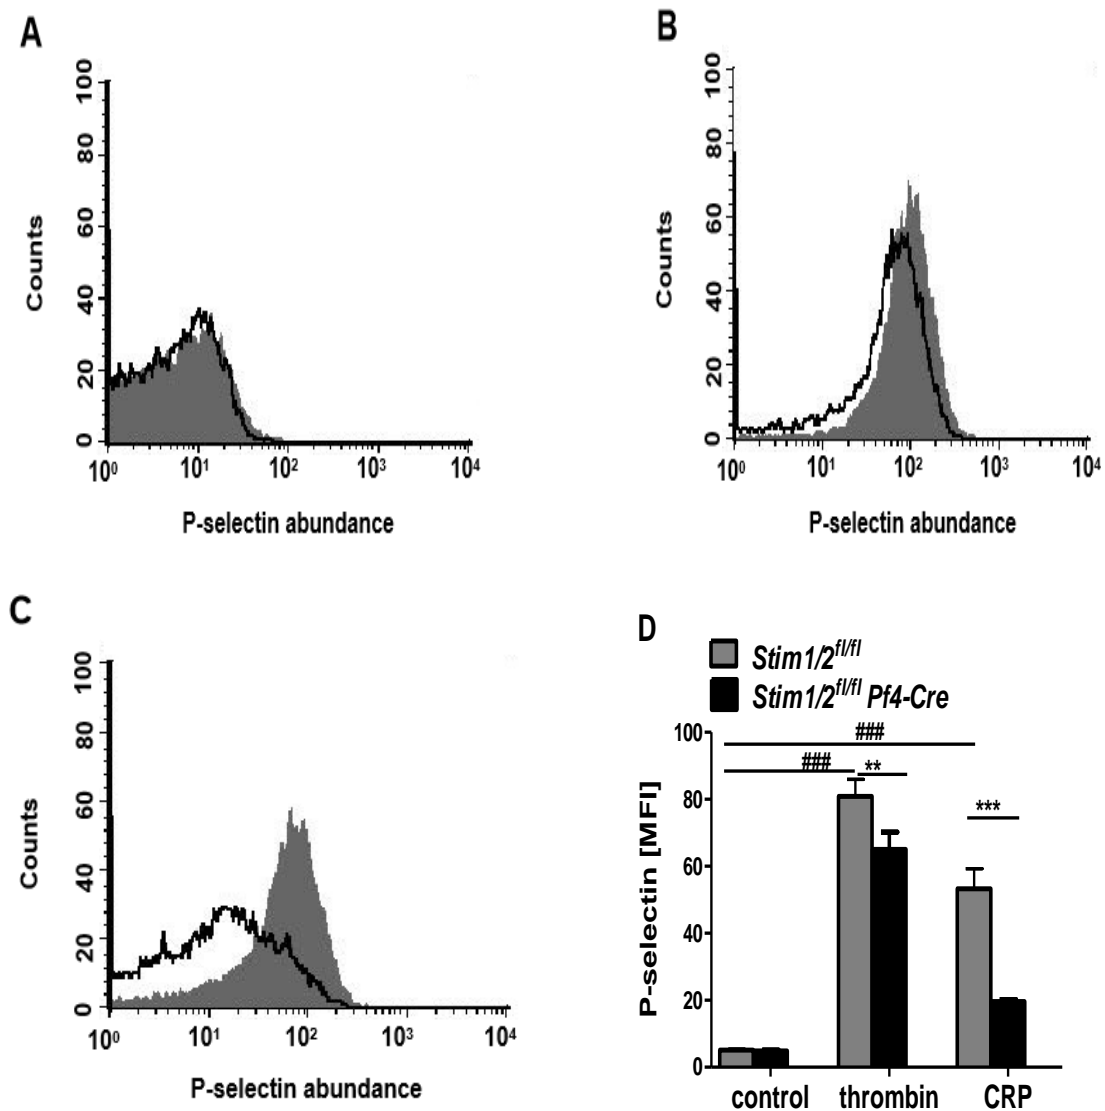 A
100
80
60
40
20
0
Counts
10⁰ 10¹ 10² 10³ 10⁴
P-selectin abundance
B
100
80
60
40
20
0
Counts
10⁰ 10¹ 10² 10³ 10⁴
P-selectin abundance
C
100
80
60
40
20
0
Counts
10⁰ 10¹ 10² 10³ 10⁴
P-selectin abundance
D
Stim1/2fl/fl
Stim1/2fl/fl Pf4-Cre
###
### **
***
100
80
60
40
20
0
P-selectin [MFI]
control thrombin CRP